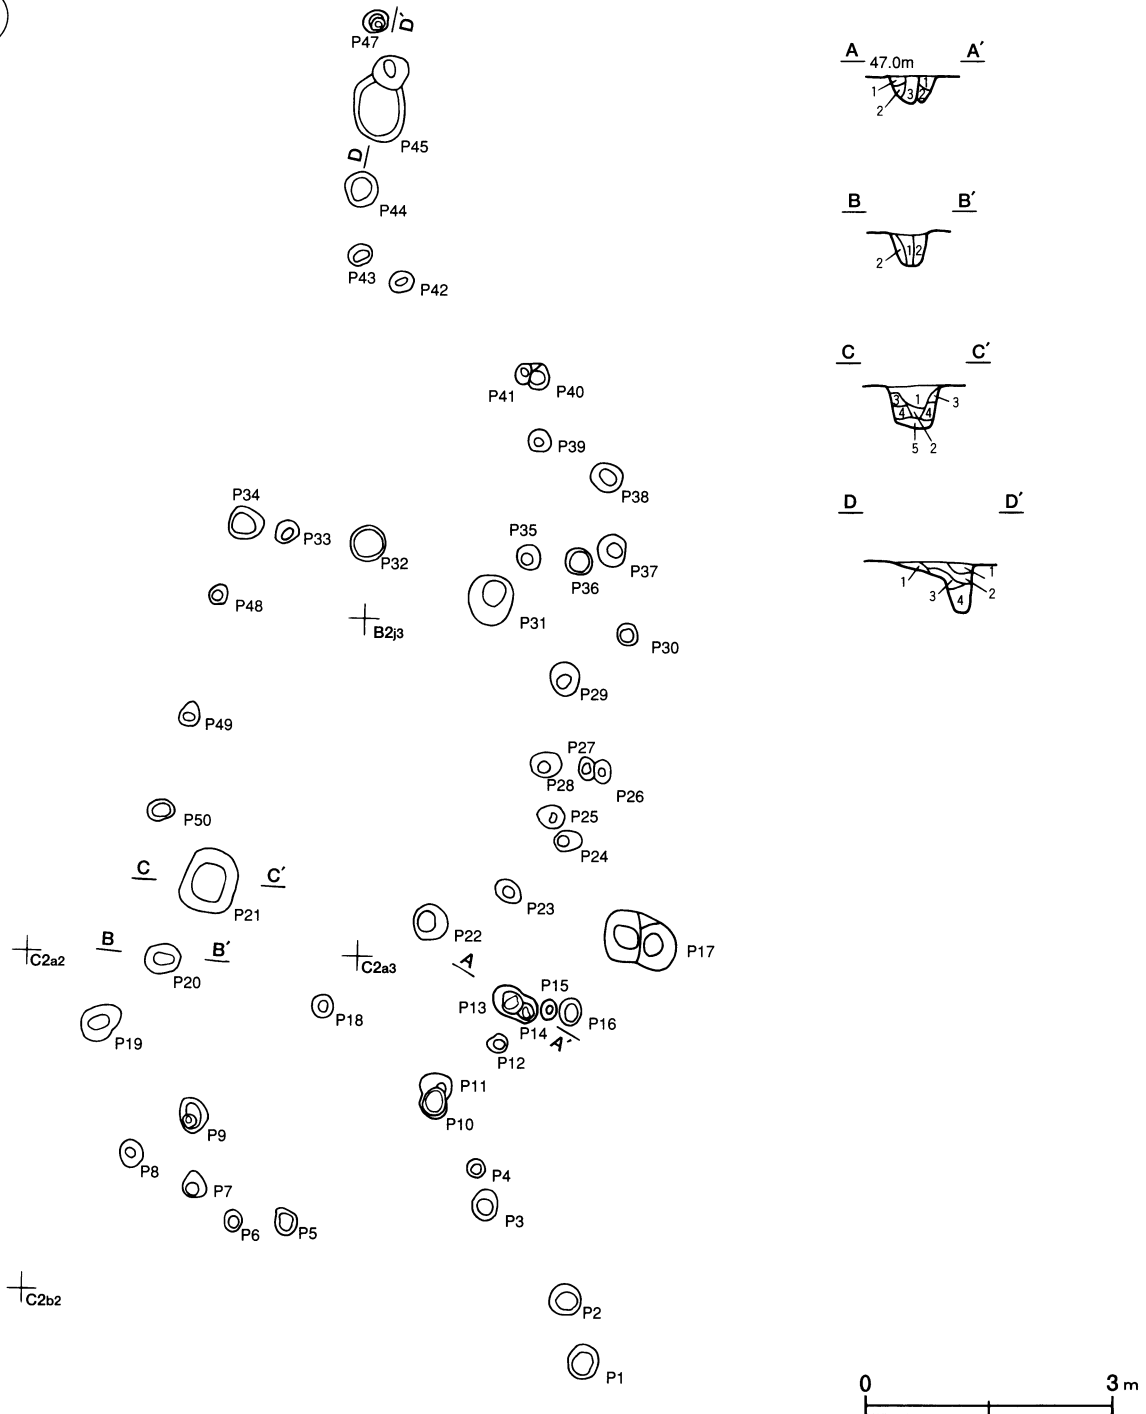 P47
D
D′
P45
P44
P43
P42
P41
P40
P39
P38
P34
P33
P32
P35
P36
P37
P48
B2j3
P31
P30
P29
P49
P27
P28
P26
P50
P25
P24
C
C′
P21
P23
P22
P17
B
B′
C2a2
P20
C2a3
A
P15
P13
P14
P16
A′
P18
P19
P12
P11
P10
P9
P8
P7
P4
P3
P6
P5
C2b2
P2
P1
A 47.0m A′
1 3 1
2 2
B B′
2 1 2
C C′
3 1 3
4 4
5 2
D D′
1 1
3 4 2
0 3 m